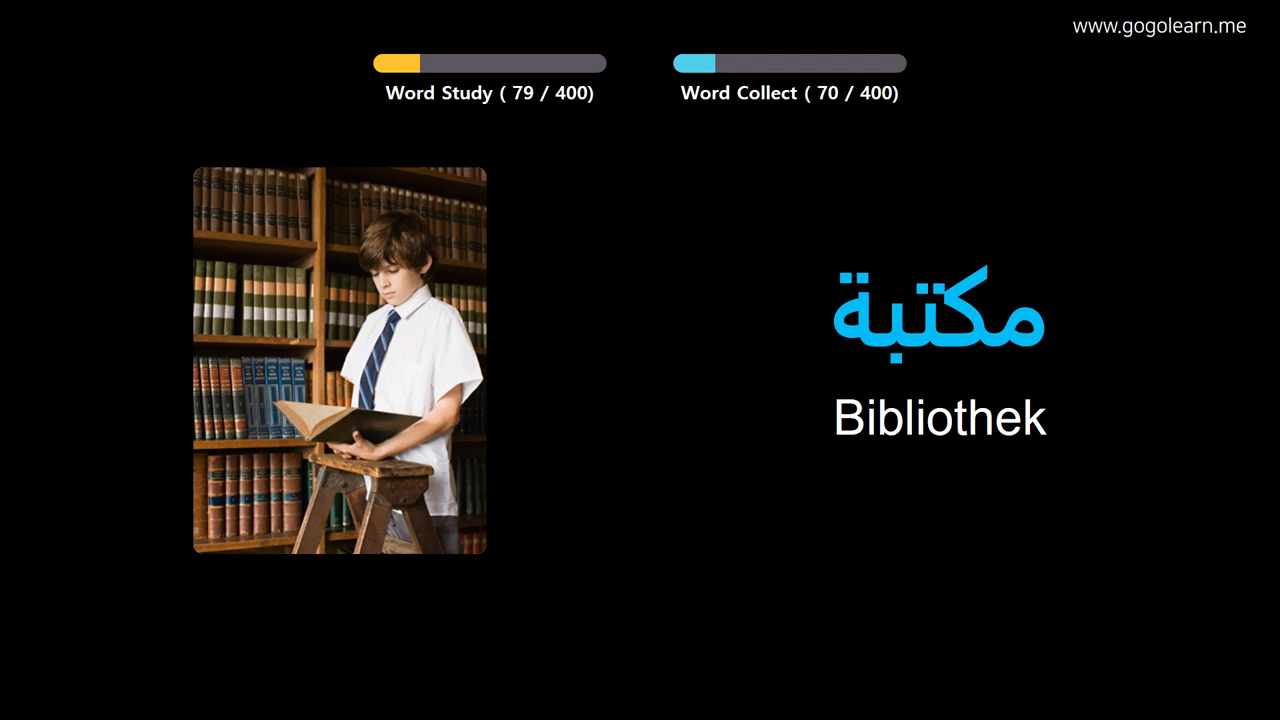 www.gogolearn.me
Word Study ( 79 / 400)
Word Collect ( 70 / 400)
مكتبة
Bibliothek